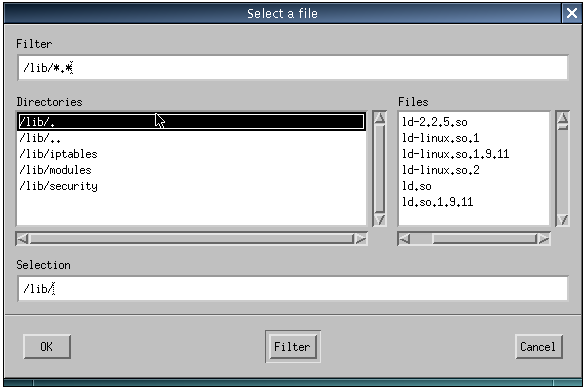 Select a file
Filter
/lib/*.*
Directories
/lib/.
/lib/..
/lib/iptables
/lib/modules
/lib/security
Files
ld-2.2.5.so
ld-linux.so.1
ld-linux.so.1.9.11
ld-linux.so.2
ld.so
ld.so.1.9.11
Selection
/lib/
OK
Filter
Cancel